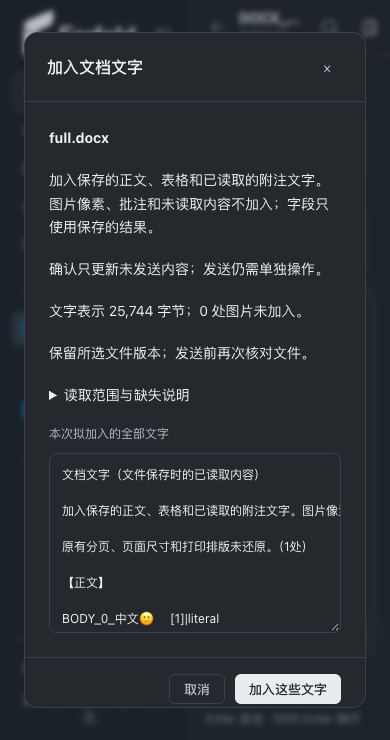 DOCX_…
加入文档文字
×
full.docx
加入保存的正文、表格和已读取的附注文字。
图片像素、批注和未读取内容不加入；字段只
使用保存的结果。
确认只更新未发送内容；发送仍需单独操作。
文字表示 25,744 字节；0 处图片未加入。
保留所选文件版本；发送前再次核对文件。
▶ 读取范围与缺失说明
本次拟加入的全部文字
文档文字（文件保存时的已读取内容）
加入保存的正文、表格和已读取的附注文字。图片像
原有分页、页面尺寸和打印排版未还原。(1处)
【正文】
BODY_0_中文🙂 [1]|literal
取消
加入这些文字